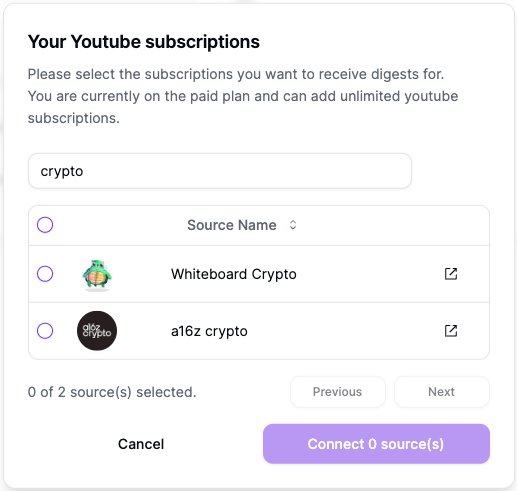 Your Youtube subscriptions
Please select the subscriptions you want to receive digests for.
You are currently on the paid plan and can add unlimited youtube
subscriptions.
crypto
Source Name
Whiteboard Crypto
a16z
crypto
a16z crypto
0 of 2 source(s) selected.
Previous
Next
Cancel
Connect 0 source(s)